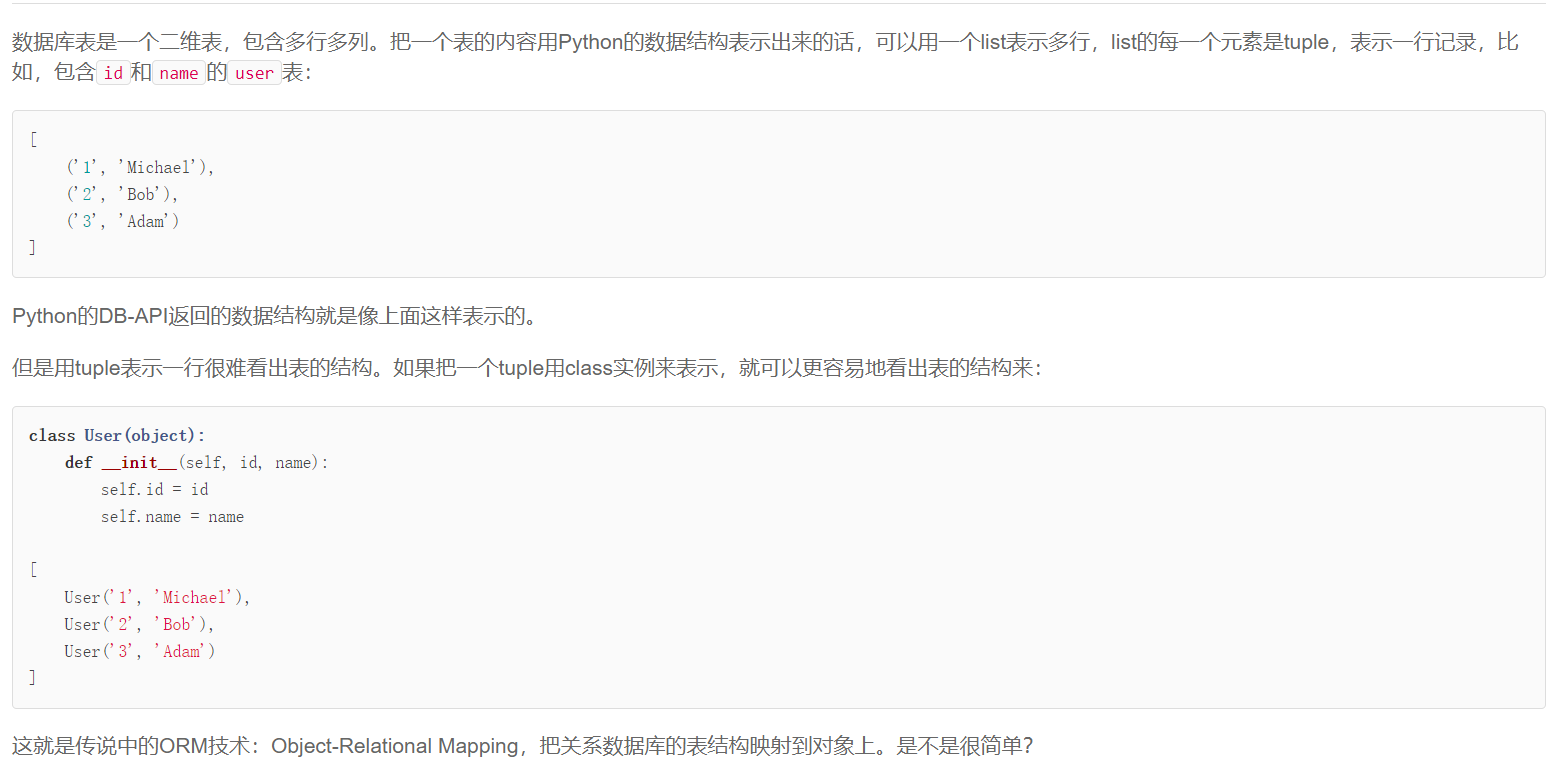 数据库表是一个二维表，包含多行多列。把一个表的内容用Python的数据结构表示出来的话，可以用一个list表示多行，list的每一个元素是tuple，表示一行记录，比
如，包含id和name的user表：
[
    ('1', 'Michael'),
    ('2', 'Bob'),
    ('3', 'Adam')
]
Python的DB-API返回的数据结构就是像上面这样表示的。
但是用tuple表示一行很难看出表的结构。如果把一个tuple用class实例来表示，就可以更容易地看出表的结构来：
class User(object):
    def __init__(self, id, name):
        self.id = id
        self.name = name
[
    User('1', 'Michael'),
    User('2', 'Bob'),
    User('3', 'Adam')
]
这就是传说中的ORM技术：Object-Relational Mapping，把关系数据库的表结构映射到对象上。是不是很简单？